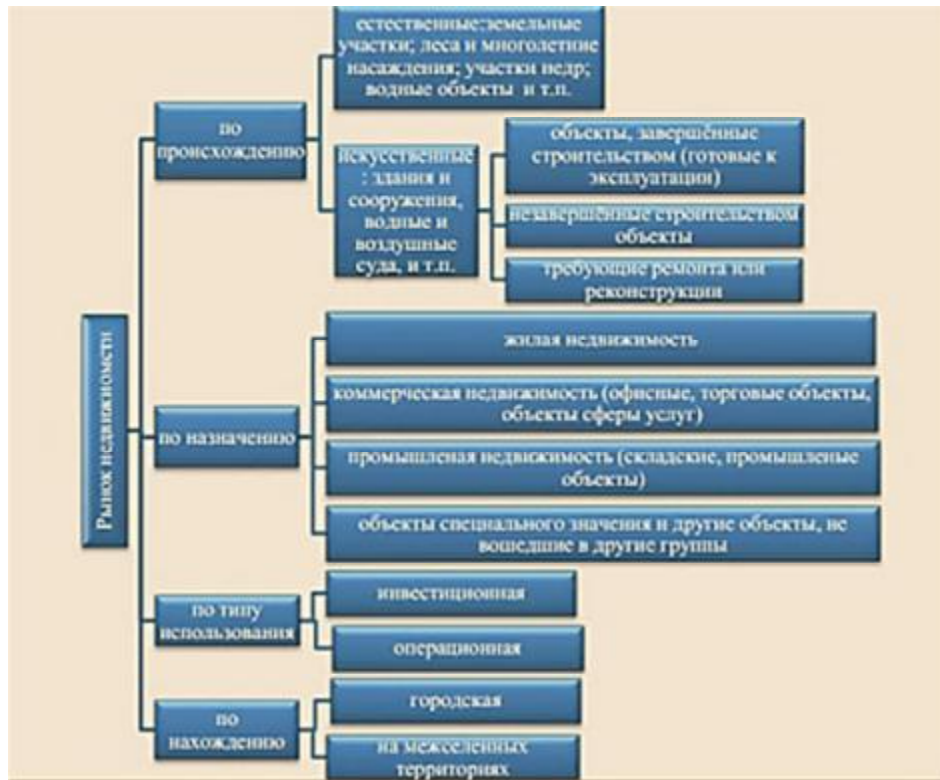 Рынок недвижиомсти
по
происхождению
естественные:земельные
участки; леса и многолетние
насаждения; участки недр;
водные объекты и т.п.
искусственные
: здания и
сооружения,
водные и
воздушные
суда, и т.п.
объекты, завершённые
строительством (готовые к
эксплуатации)
незавершённые строительством
объекты
требующие ремонта или
реконструкции
по назначению
жилая недвижимость
коммерческая недвижимость (офисные, торговые объекты,
объекты сферы услуг)
промышленая недвижимость (складские, промышленые
объекты)
объекты специального значения и другие объекты, не
вошедшие в другие группы
по типу
использования
инвестиционная
операционная
по
нахождению
городская
на межселенных
территориях